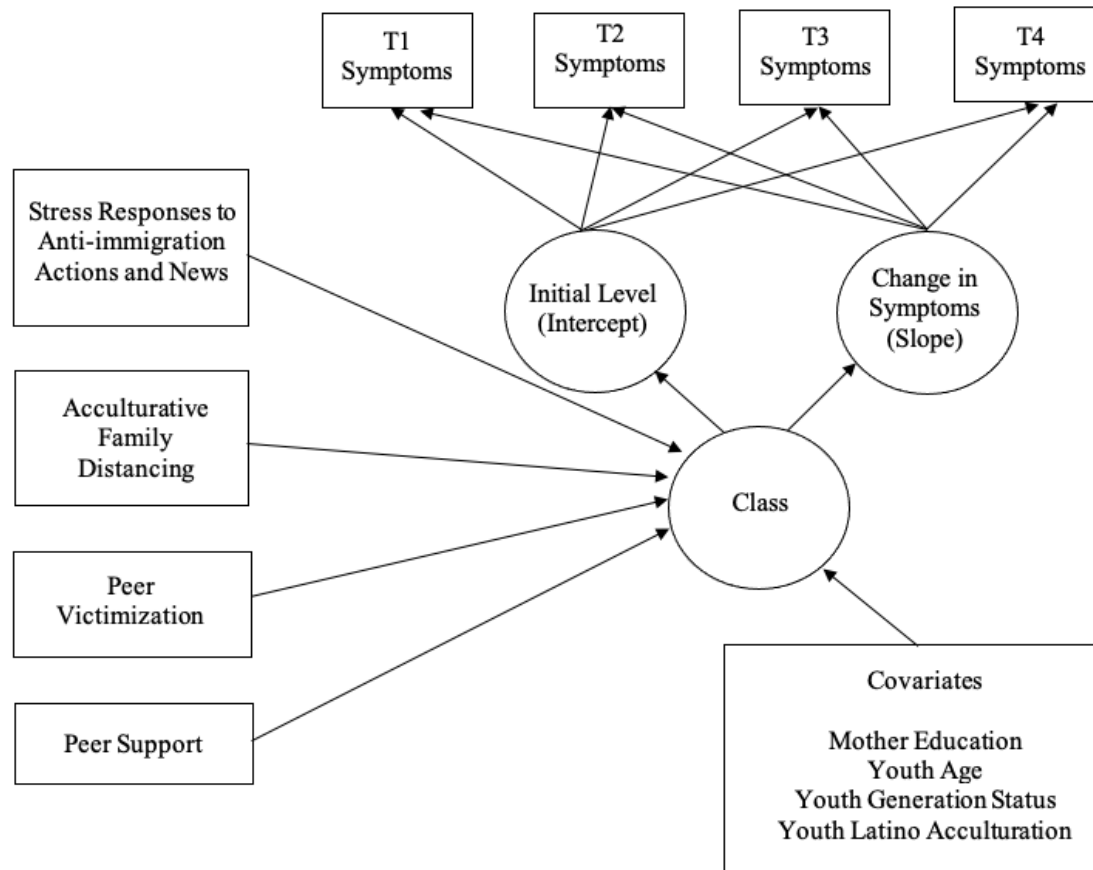 T1
Symptoms
T2
Symptoms
T3
Symptoms
T4
Symptoms
Stress Responses to
Anti-immigration
Actions and News
Initial Level
(Intercept)
Change in
Symptoms
(Slope)
Acculturative
Family
Distancing
Class
Peer
Victimization
Peer Support
Covariates
Mother Education
Youth Age
Youth Generation Status
Youth Latino Acculturation